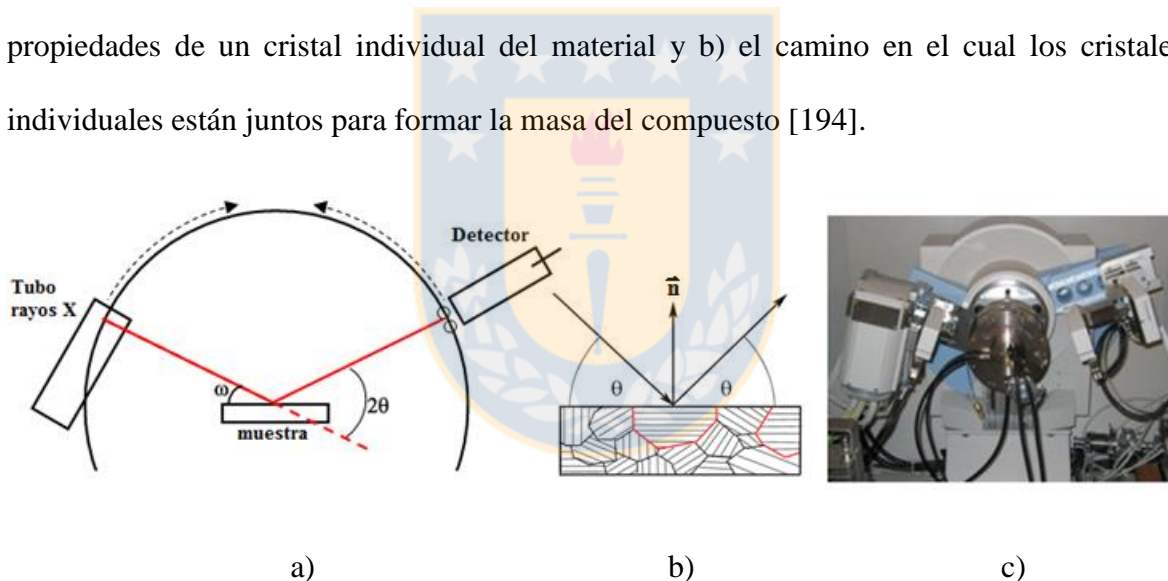 propiedades de un cristal individual del material y b) el camino en el cual los cristale
individuales están juntos para formar la masa del compuesto [194].
Detector
Tubo
rayos X
n
ω
2θ
θ
θ
muestra
a)
b)
c)